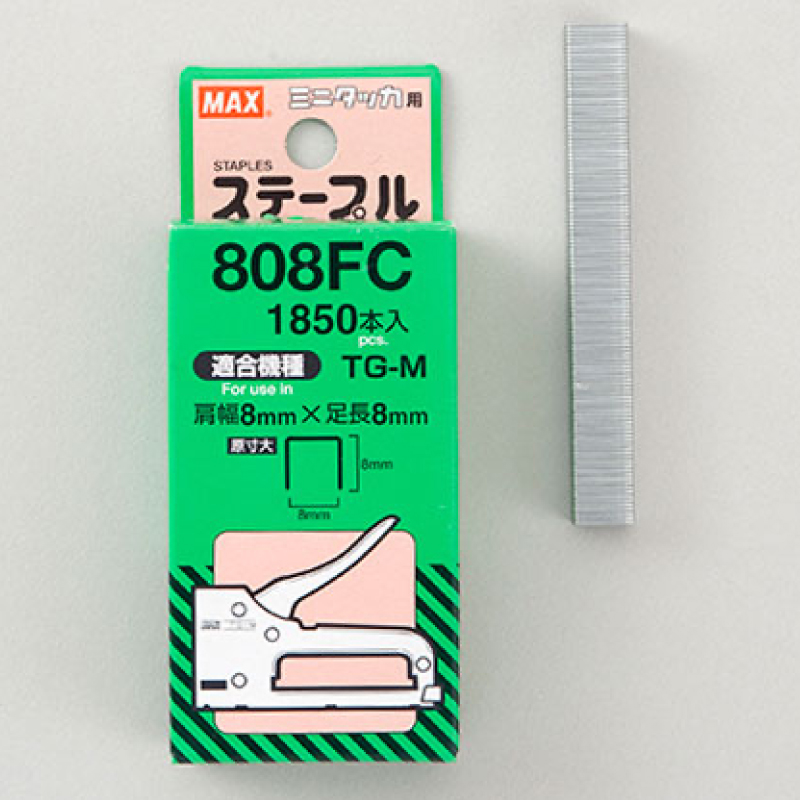 MAX® ミニタッカ用
STAPLES
ステープル
808FC
1850本入
pcs.
適合機種 TG-M
For use in
肩幅8mm×足長8mm
原寸大
8mm
8mm
MAX